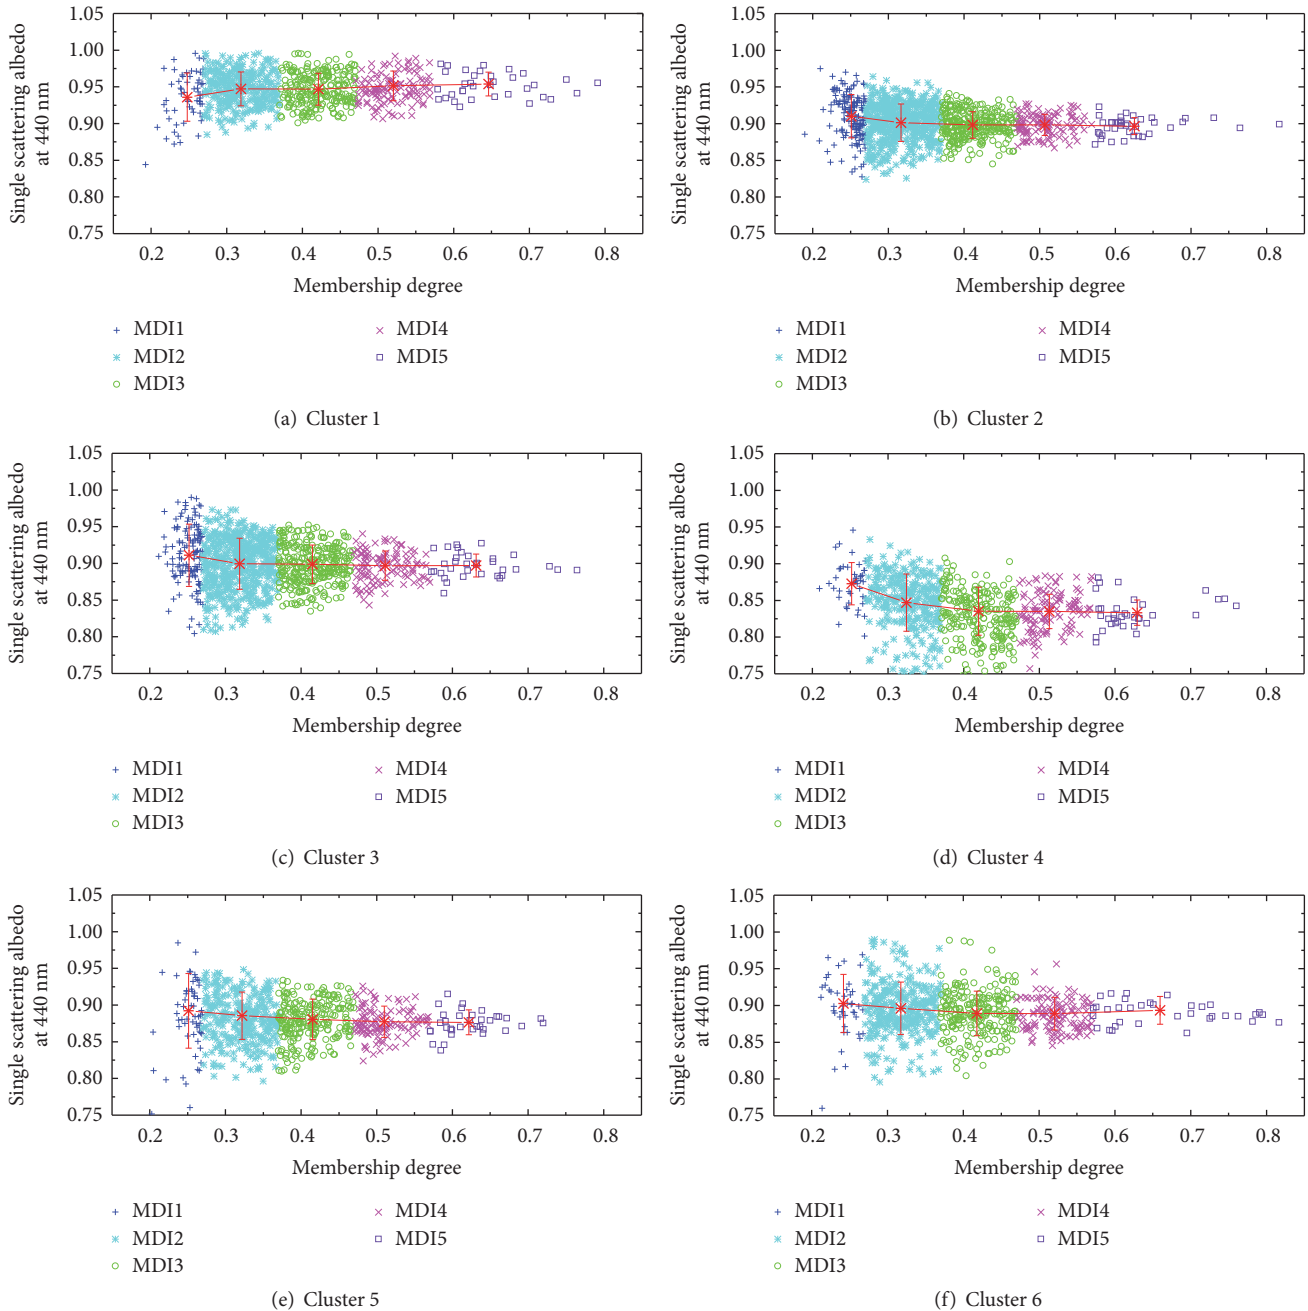 Single scattering albedo
at 440 nm
1.05
1.00
0.95
0.90
0.85
0.80
0.75
0.2 0.3 0.4 0.5 0.6 0.7 0.8
Membership degree
MDI1
MDI2
MDI3
MDI4
MDI5
(a) Cluster 1
Single scattering albedo
at 440 nm
1.05
1.00
0.95
0.90
0.85
0.80
0.75
0.2 0.3 0.4 0.5 0.6 0.7 0.8
Membership degree
MDI1
MDI2
MDI3
MDI4
MDI5
(b) Cluster 2
Single scattering albedo
at 440 nm
1.05
1.00
0.95
0.90
0.85
0.80
0.75
0.2 0.3 0.4 0.5 0.6 0.7 0.8
Membership degree
MDI1
MDI2
MDI3
MDI4
MDI5
(c) Cluster 3
Single scattering albedo
at 440 nm
1.05
1.00
0.95
0.90
0.85
0.80
0.75
0.2 0.3 0.4 0.5 0.6 0.7 0.8
Membership degree
MDI1
MDI2
MDI3
MDI4
MDI5
(d) Cluster 4
Single scattering albedo
at 440 nm
1.05
1.00
0.95
0.90
0.85
0.80
0.75
0.2 0.3 0.4 0.5 0.6 0.7 0.8
Membership degree
MDI1
MDI2
MDI3
MDI4
MDI5
(e) Cluster 5
Single scattering albedo
at 440 nm
1.05
1.00
0.95
0.90
0.85
0.80
0.75
0.2 0.3 0.4 0.5 0.6 0.7 0.8
Membership degree
MDI1
MDI2
MDI3
MDI4
MDI5
(f) Cluster 6